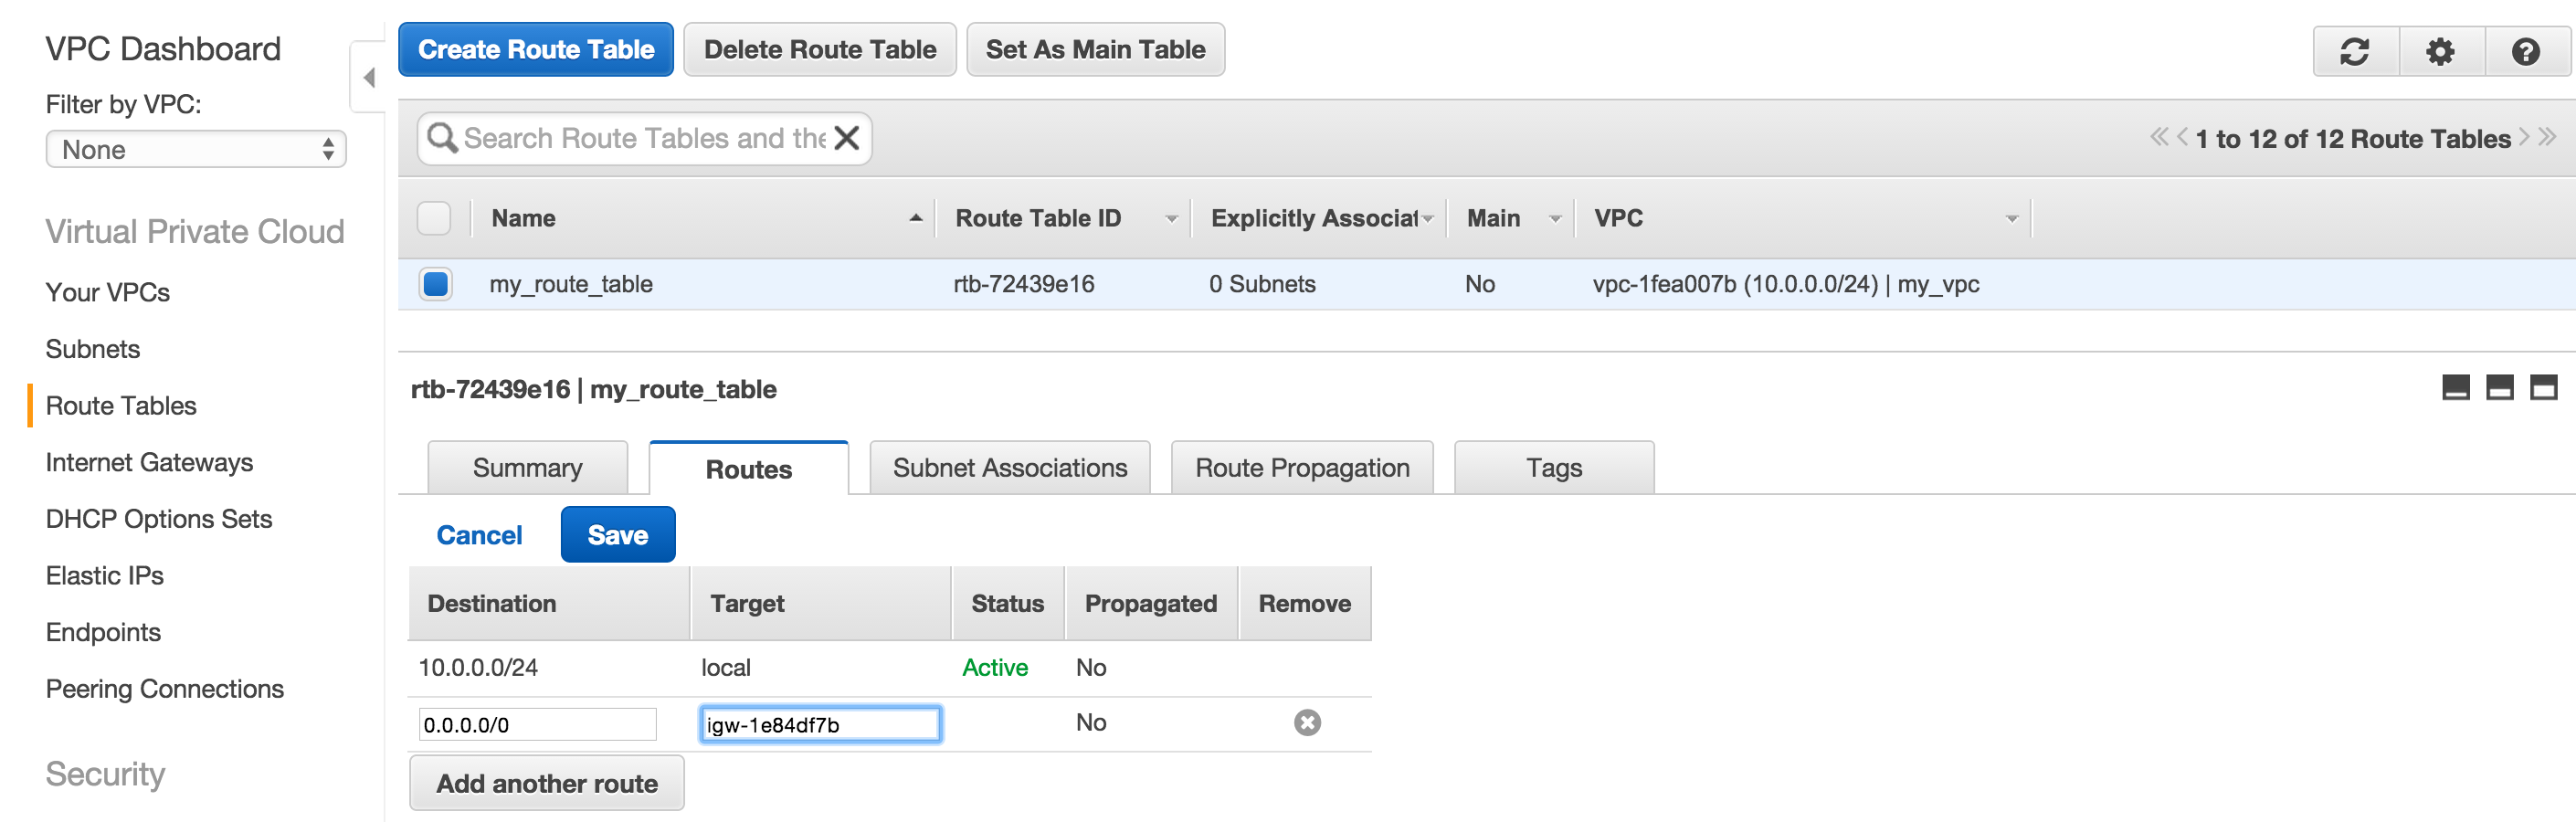 VPC Dashboard
Filter by VPC:
None
Virtual Private Cloud
Your VPCs
Subnets
Route Tables
Internet Gateways
DHCP Options Sets
Elastic IPs
Endpoints
Peering Connections
Security
Create Route Table Delete Route Table Set As Main Table
Search Route Tables and the
1 to 12 of 12 Route Tables
Name Route Table ID Explicitly Associat Main VPC
my_route_table rtb-72439e16 0 Subnets No vpc-1fea007b (10.0.0.0/24) | my_vpc
rtb-72439e16 | my_route_table
Summary Routes Subnet Associations Route Propagation Tags
Cancel Save
Destination Target Status Propagated Remove
10.0.0.0/24 local Active No
0.0.0.0/0 igw-1e84df7b No
Add another route